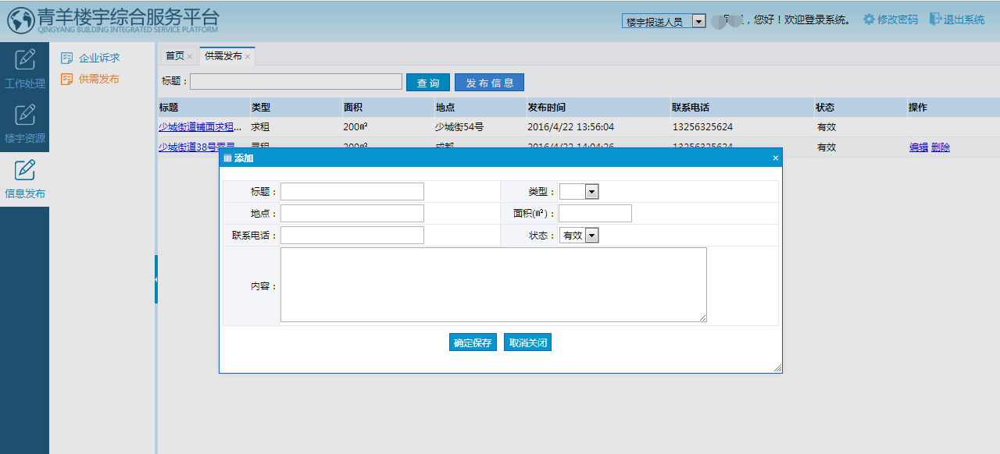 青羊楼宇综合服务平台
QINGYANG BUILDING INTEGRATED SERVICE PLATFORM
楼宇报送人员
，您好！欢迎登录系统。
修改密码
退出系统
工作处理
楼宇资源
信息发布
企业诉求
供需发布
首页 ×
供需发布 ×
标题：
查 询
发 布 信 息
标题 类型 面积 地点 发布时间 联系电话 状态 操作
少城街道铺面求租... 求租 200㎡ 少城街54号 2016/4/22 13:56:04 13256325624 有效
少城街道38号 200㎡ 成都 2016/4/22 14:04:26 13256325624 有效 编辑 删除
添加 ×
标题： 类型：
地点： 面积(㎡)：
联系电话： 状态： 有效
内容：
确定保存 取消关闭